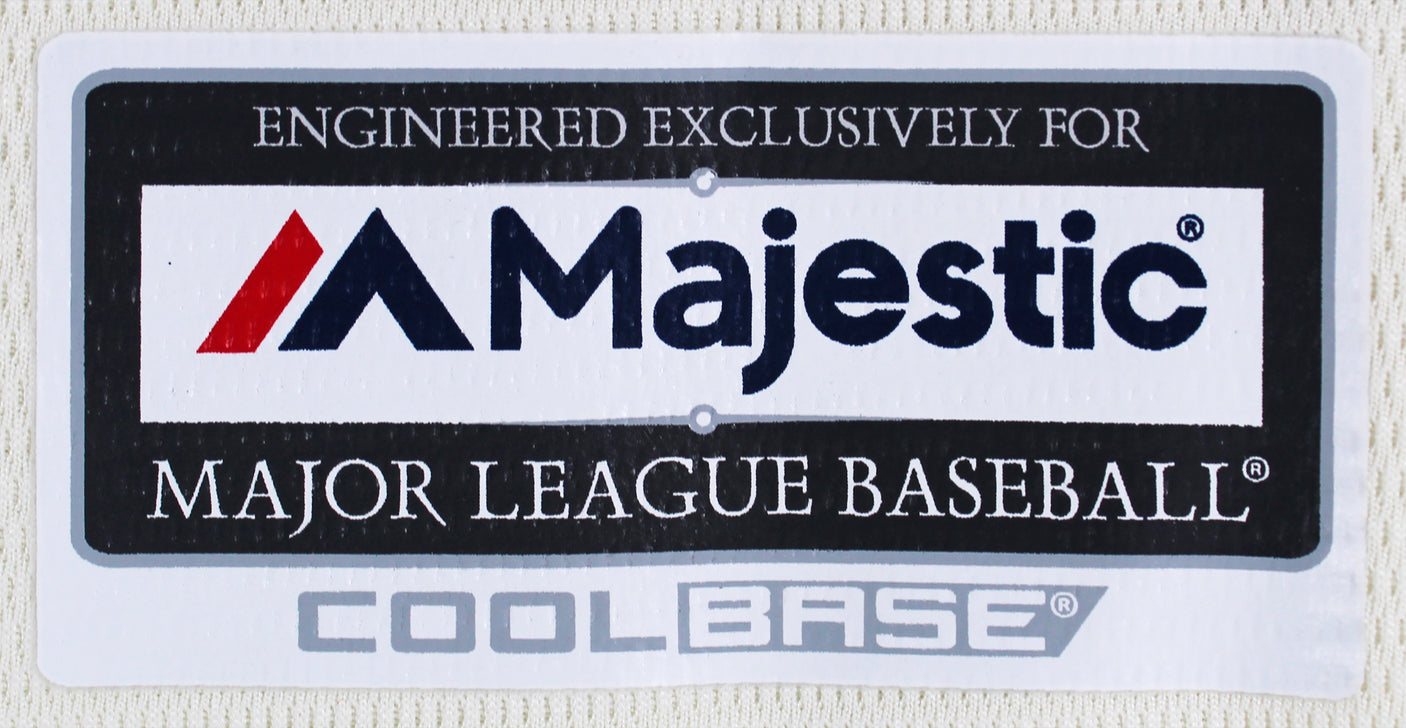 ENGINEERED EXCLUSIVELY FOR
Majestic®
MAJOR LEAGUE BASEBALL®
COOLBASE®